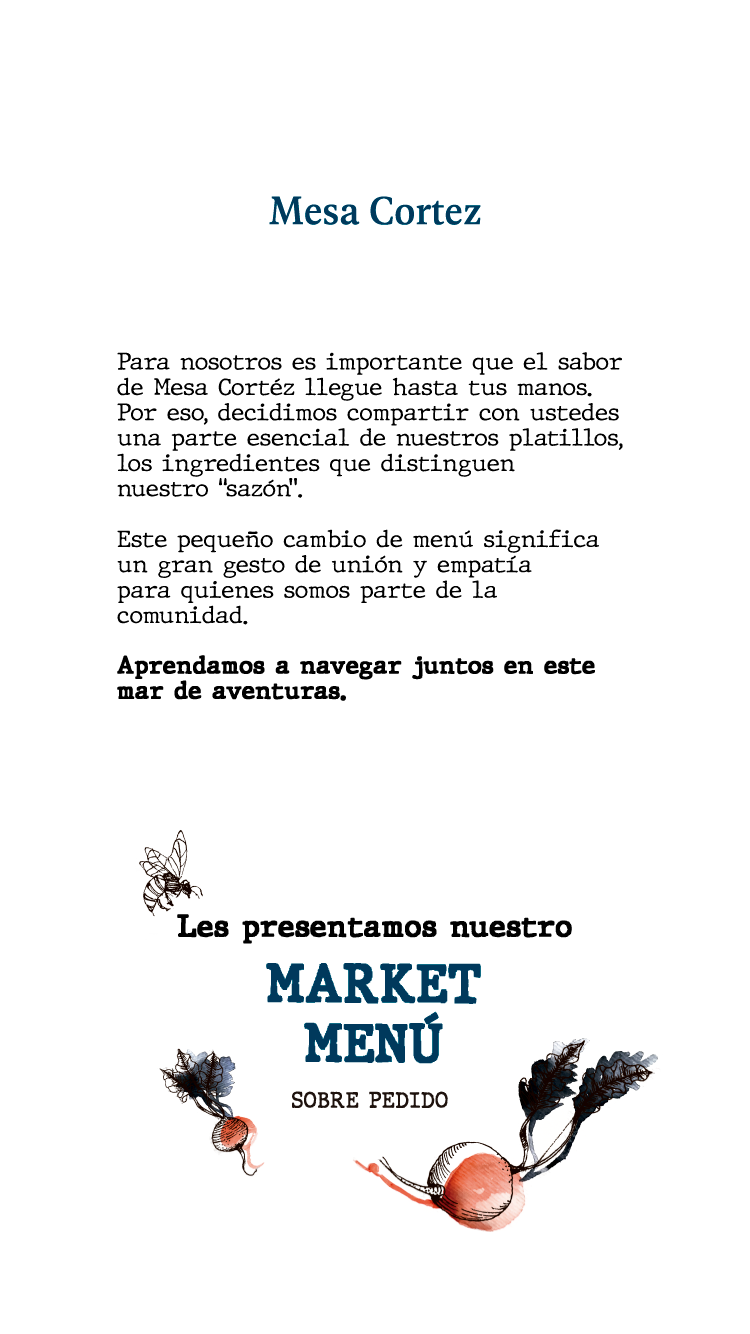 Mesa Cortez
Para nosotros es importante que el sabor
de Mesa Cortéz llegue hasta tus manos.
Por eso, decidimos compartir con ustedes
una parte esencial de nuestros platillos,
los ingredientes que distinguen
nuestro “sazón”.
Este pequeño cambio de menú significa
un gran gesto de unión y empatía
para quienes somos parte de la
comunidad.
Aprendamos a navegar juntos en este
mar de aventuras.
Les presentamos nuestro
MARKET
MENÚ
SOBRE PEDIDO